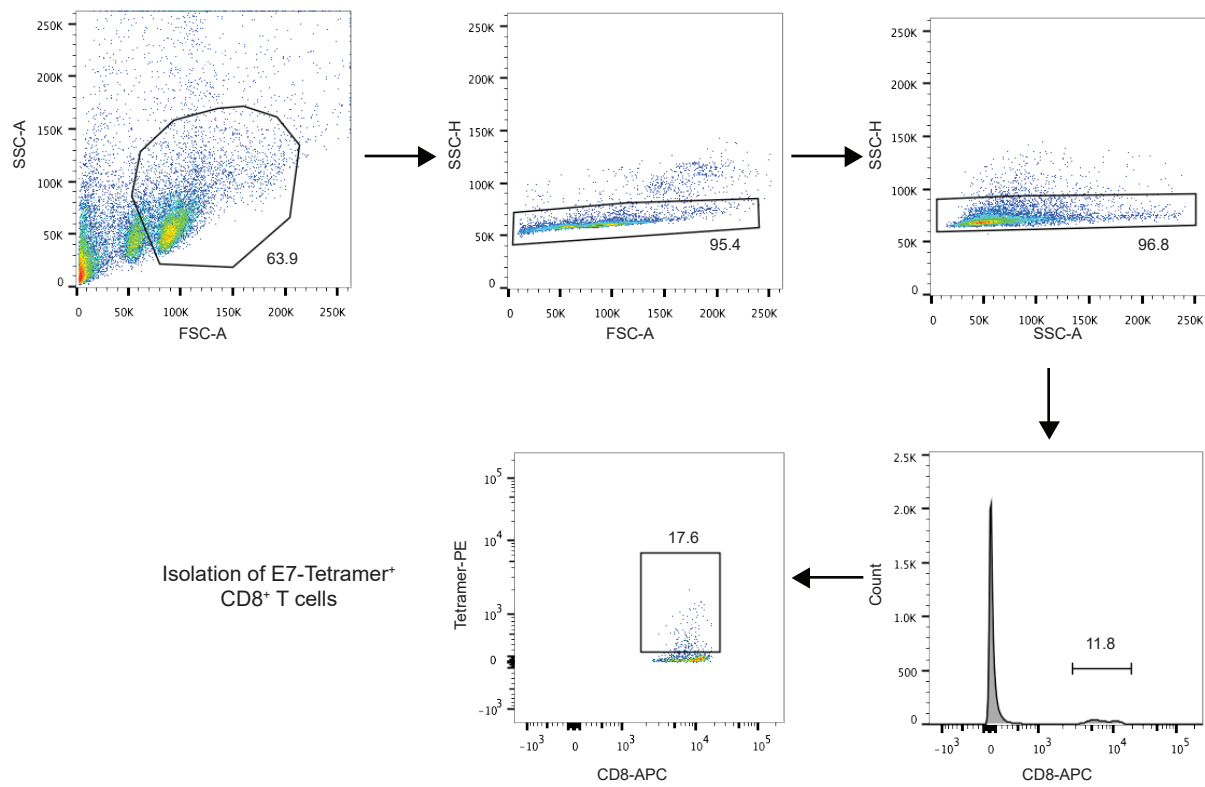 250K
200K
150K
100K
50K
0
SSC-A
63.9
0 50K 100K 150K 200K 250K
FSC-A
250K
200K
150K
100K
50K
0
SSC-H
95.4
0 50K 100K 150K 200K 250K
FSC-A
250K
200K
150K
100K
50K
0
SSC-H
96.8
0 50K 100K 150K 200K 250K
SSC-A
Isolation of E7-Tetramer⁺
CD8⁺ T cells
10⁵
10⁴
10³
0
-10³
Tetramer-PE
17.6
-10³ 0 10³ 10⁴ 10⁵
CD8-APC
2.5K
2.0K
1.5K
1.0K
500
0
Count
11.8
-10³ 0 10³ 10⁴ 10⁵
CD8-APC